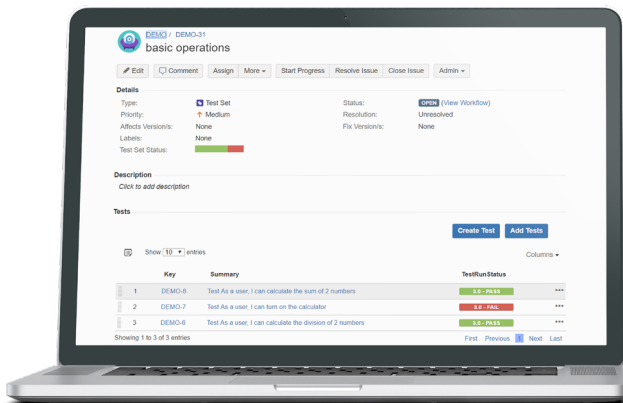 DEMO / DEMO-31
basic operations
Edit Comment Assign More Start Progress Resolve Issue Close Issue Admin
Details
Type: Test Set Status: OPEN (View Workflow)
Priority: Medium Resolution: Unresolved
Affects Version/s: None Fix Version/s: None
Labels: None
Test Set Status:
Description
Click to add description
Tests
Create Test Add Tests
Show 10 entries Columns
Key Summary TestRunStatus
1 DEMO-8 Test As a user, I can calculate the sum of 2 numbers 3.0 - PASS •••
2 DEMO-7 Test As a user, I can turn on the calculator 3.0 - FAIL •••
3 DEMO-6 Test As a user, I can calculate the division of 2 numbers 3.0 - PASS •••
Showing 1 to 3 of 3 entries First Previous 1 Next Last